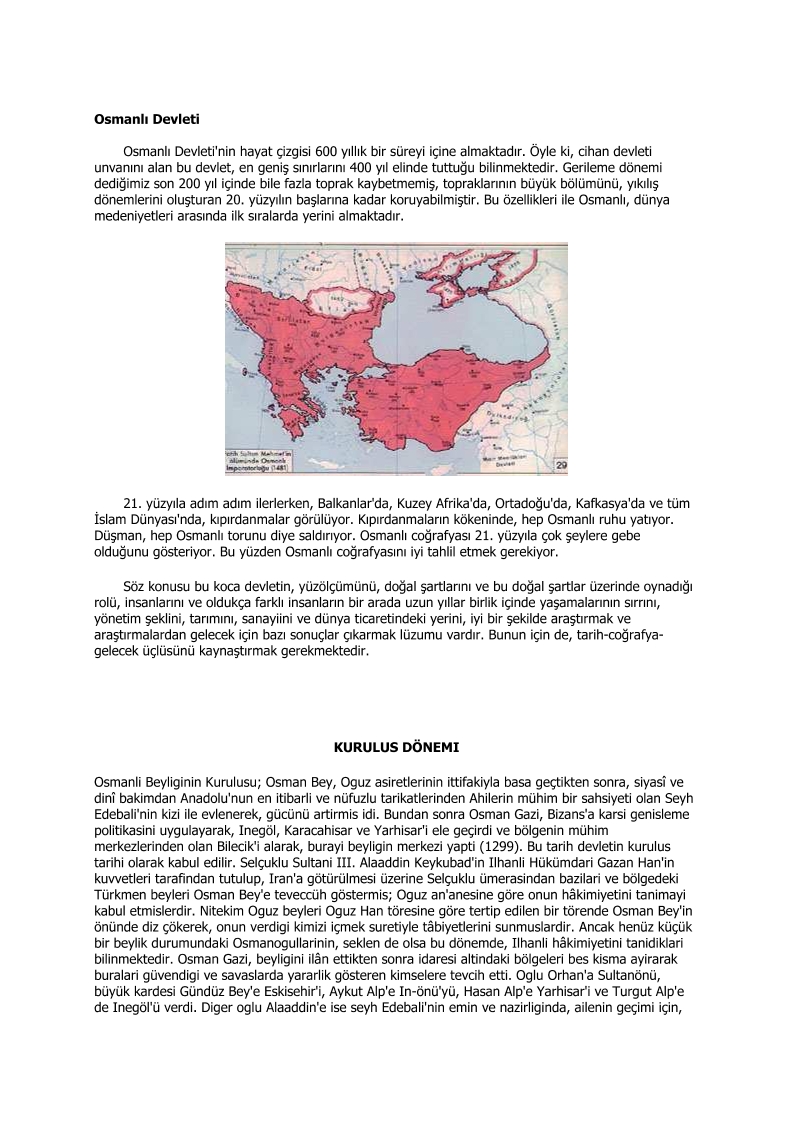 Osmanlı Devleti
Osmanlı Devleti'nin hayat çizgisi 600 yıllık bir süreyi içine almaktadır. Öyle ki, cihan devleti
unvanını alan bu devlet, en geniş sınırlarını 400 yıl elinde tuttuğu bilinmektedir. Gerileme dönemi
dediğimiz son 200 yıl içinde bile fazla toprak kaybetmemiş, topraklarının büyük bölümünü, yıkılış
dönemlerini oluşturan 20. yüzyılın başlarına kadar koruyabilmiştir. Bu özellikleri ile Osmanlı, dünya
medeniyetleri arasında ilk sıralarda yerini almaktadır.
Fatih Sultan Mehmet'in
ölümünde Osmanlı
İmparatorluğu (1481)
29
21. yüzyıla adım adım ilerlerken, Balkanlar'da, Kuzey Afrika'da, Ortadoğu'da, Kafkasya'da ve tüm
İslam Dünyası'nda, kıpırdanmalar görülüyor. Kıpırdanmaların kökeninde, hep Osmanlı ruhu yatıyor.
Düşman, hep Osmanlı torunu diye saldırıyor. Osmanlı coğrafyası 21. yüzyıla çok şeylere gebe
olduğunu gösteriyor. Bu yüzden Osmanlı coğrafyasını iyi tahlil etmek gerekiyor.
Söz konusu bu koca devletin, yüzölçümünü, doğal şartlarını ve bu doğal şartlar üzerinde oynadığı
rolü, insanlarını ve oldukça farklı insanların bir arada uzun yıllar birlik içinde yaşamalarının sırrını,
yönetim şeklini, tarımını, sanayiini ve dünya ticaretindeki yerini, iyi bir şekilde araştırmak ve
araştırmalardan gelecek için bazı sonuçlar çıkarmak lüzumu vardır. Bunun için de, tarih-coğrafya-
gelecek üçlüsünü kaynaştırmak gerekmektedir.
KURULUS DÖNEMI
Osmanli Beyliginin Kurulusu; Osman Bey, Oguz asiretlerinin ittifakiyla basa geçtikten sonra, siyasî ve
dinî bakimdan Anadolu'nun en itibarli ve nüfuzlu tarikatlerinden Ahilerin mühim bir sahsiyeti olan Seyh
Edebali'nin kizi ile evlenerek, gücünü artirmis idi. Bundan sonra Osman Gazi, Bizans'a karsi genisleme
politikasini uygulayarak, Inegöl, Karacahisar ve Yarhisar'i ele geçirdi ve bölgenin mühim
merkezlerinden olan Bilecik'i alarak, burayi beyligin merkezi yapti (1299). Bu tarih devletin kurulus
tarihi olarak kabul edilir. Selçuklu Sultani III. Alaaddin Keykubad'in Ilhanli Hükümdari Gazan Han'in
kuvvetleri tarafindan tutulup, Iran'a götürülmesi üzerine Selçuklu ümerasindan bazilari ve bölgedeki
Türkmen beyleri Osman Bey'e teveccüh göstermis; Oguz an'anesine göre onun hâkimiyetini tanimayi
kabul etmislerdir. Nitekim Oguz beyleri Oguz Han töresine göre tertip edilen bir törende Osman Bey'in
önünde diz çökerek, onun verdigi kimizi içmek suretiyle tâbiyetlerini sunmuslardir. Ancak henüz küçük
bir beylik durumundaki Osmanogullarinin, seklen de olsa bu dönemde, Ilhanli hâkimiyetini tanidiklari
bilinmektedir. Osman Gazi, beyligini ilân ettikten sonra idaresi altindaki bölgeleri bes kisma ayirarak
buralari güvendigi ve savaslarda yararlik gösteren kimselere tevcih etti. Oglu Orhan'a Sultanönü,
büyük kardesi Gündüz Bey'e Eskisehir'i, Aykut Alp'e In-önü'yü, Hasan Alp'e Yarhisar'i ve Turgut Alp'e
de Inegöl'ü verdi. Diger oglu Alaaddin'e ise seyh Edebali'nin emin ve nazirliginda, ailenin geçimi için,